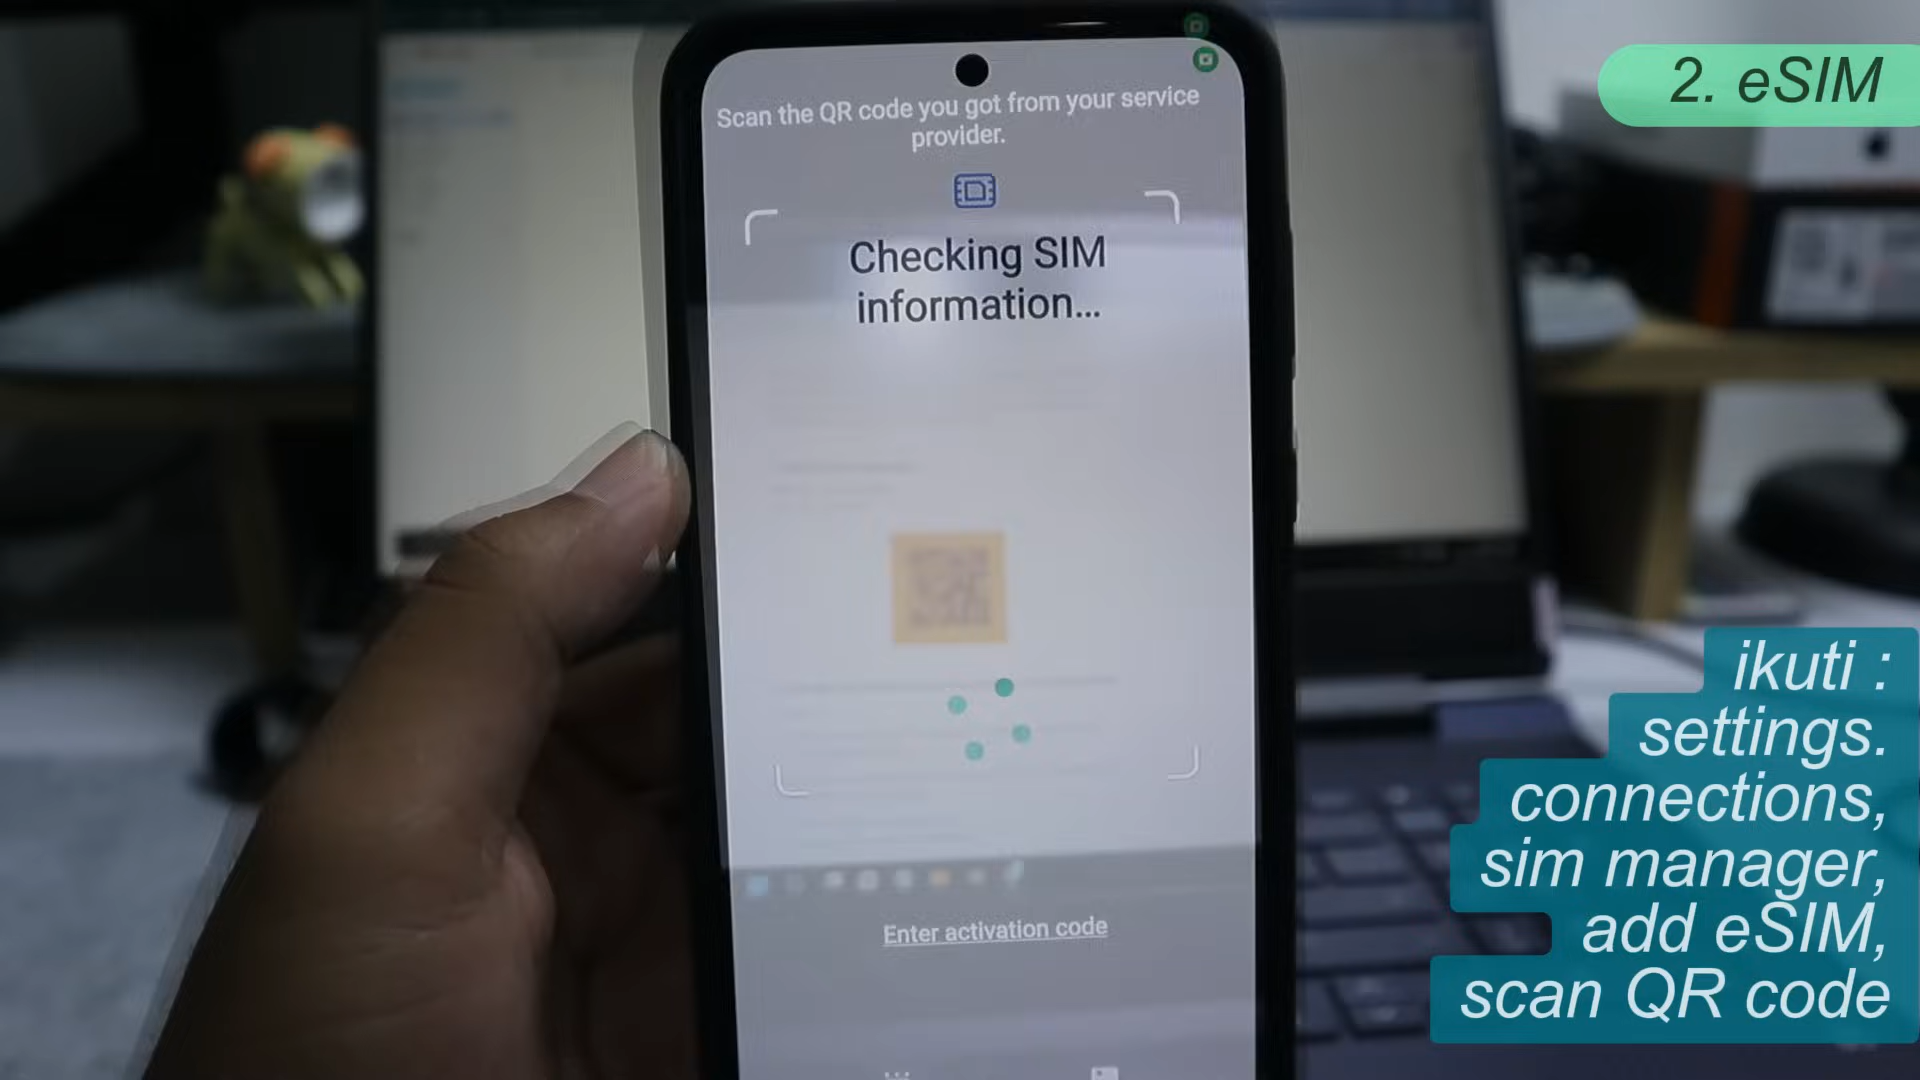 2. eSIM
Scan the QR code you got from your service
provider.
Checking SIM
information...
Enter activation code
ikuti :
settings.
connections,
sim manager,
add eSIM,
scan QR code